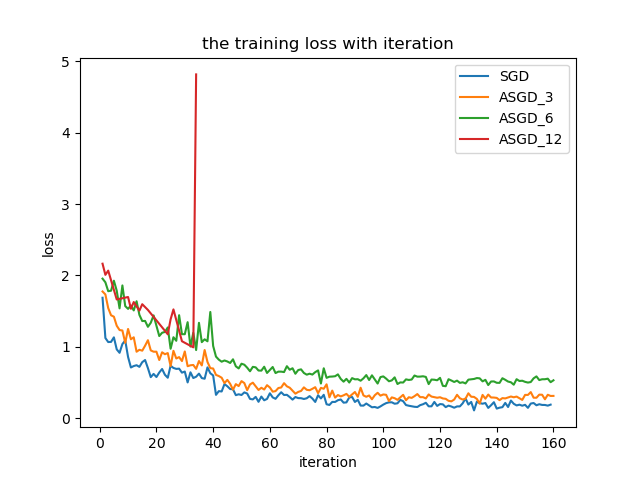 the training loss with iteration
5
4
3
2
1
0
loss
SGD
ASGD_3
ASGD_6
ASGD_12
0 20 40 60 80 100 120 140 160
iteration